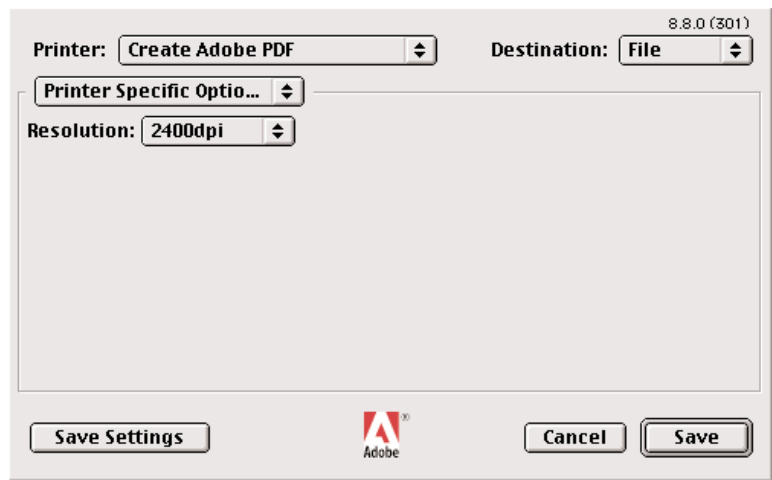 8.8.0 (301)
Printer: Create Adobe PDF Destination: File
Printer Specific Optio...
Resolution: 2400dpi
Save Settings Adobe® Cancel Save